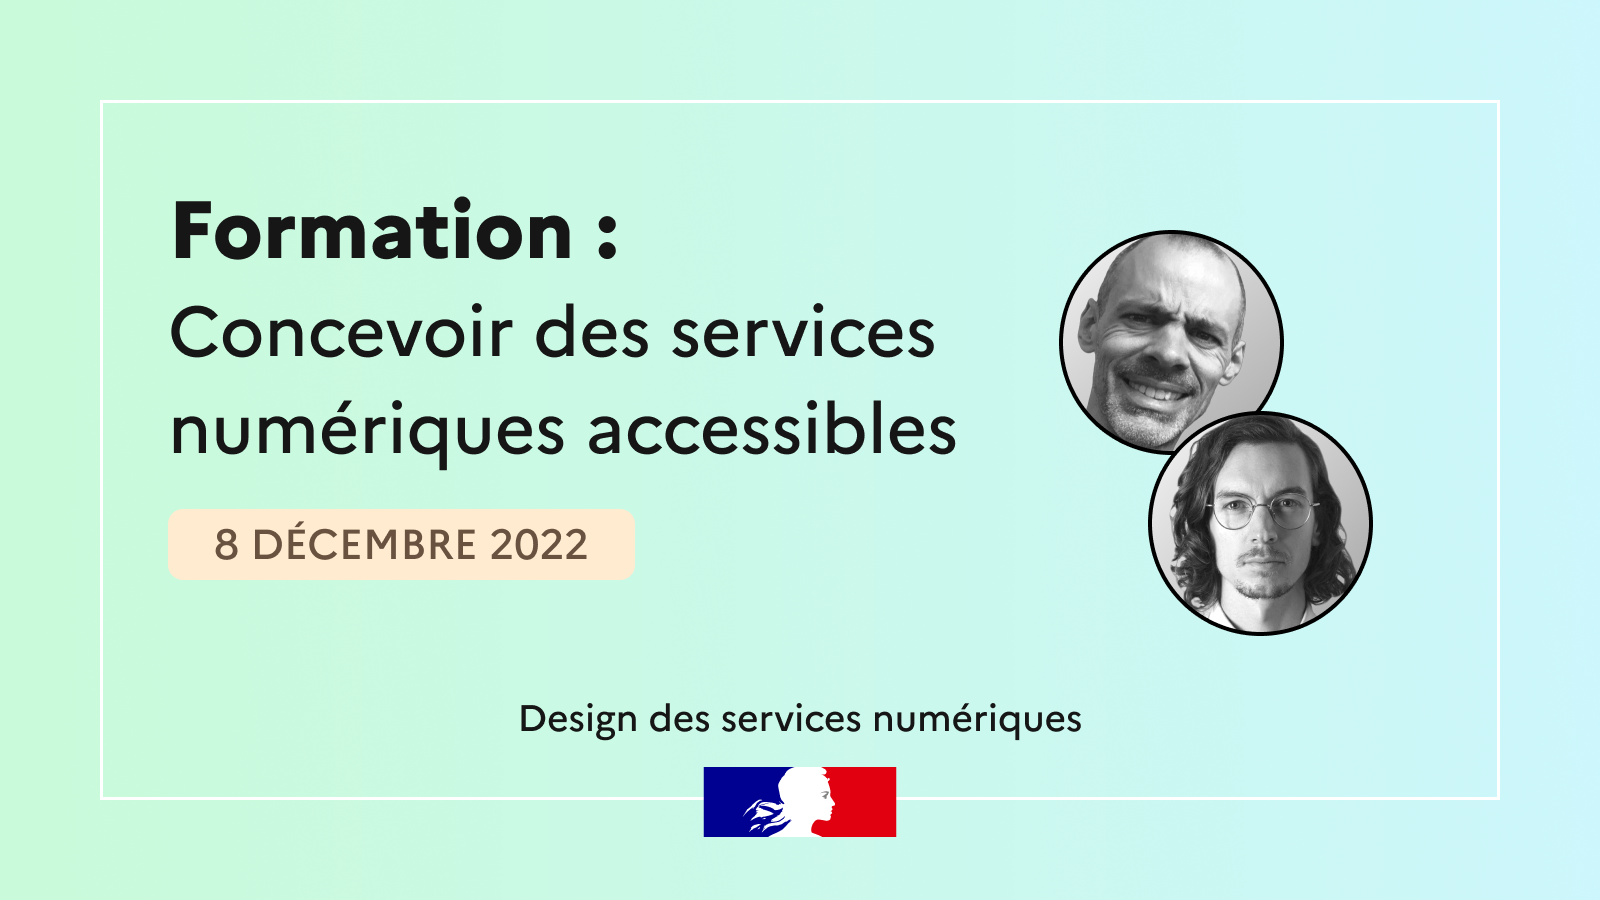 Formation :
Concevoir des services
numériques accessibles
8 DÉCEMBRE 2022
Design des services numériques